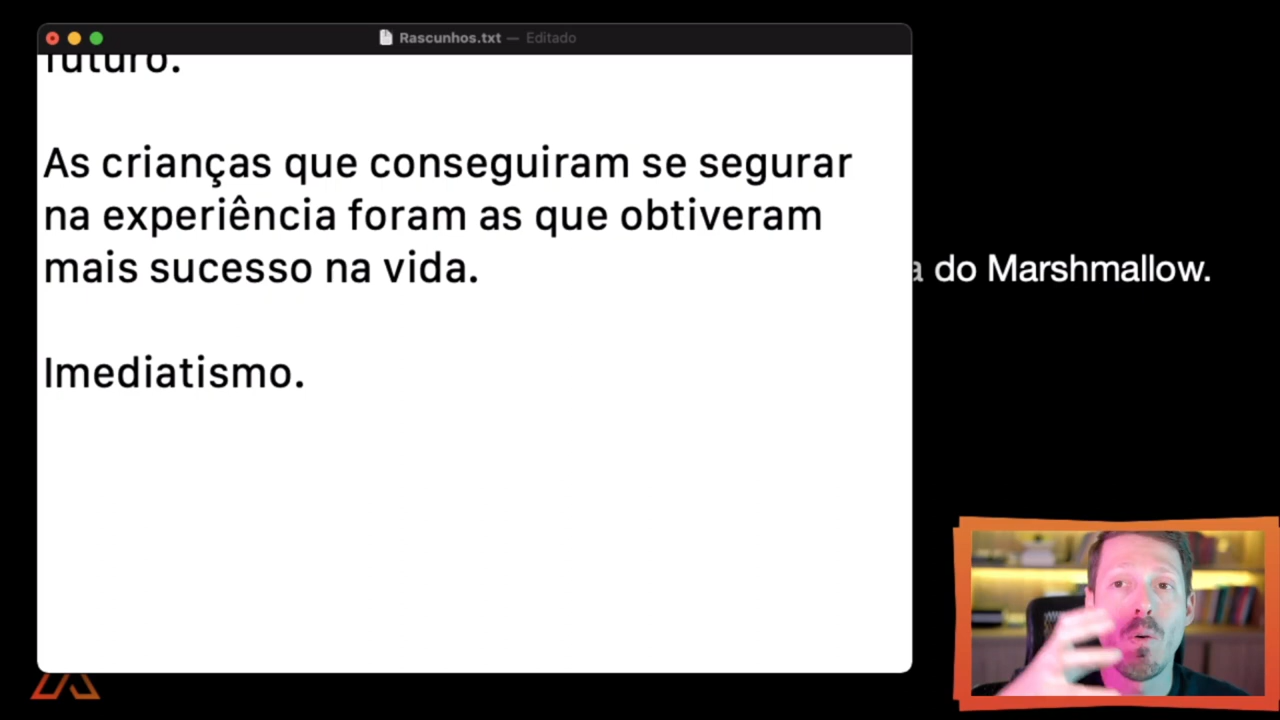 Rascunhos.txt — Editado
futuro.
As crianças que conseguiram se segurar
na experiência foram as que obtiveram
mais sucesso na vida.
Imediatismo.
a do Marshmallow.